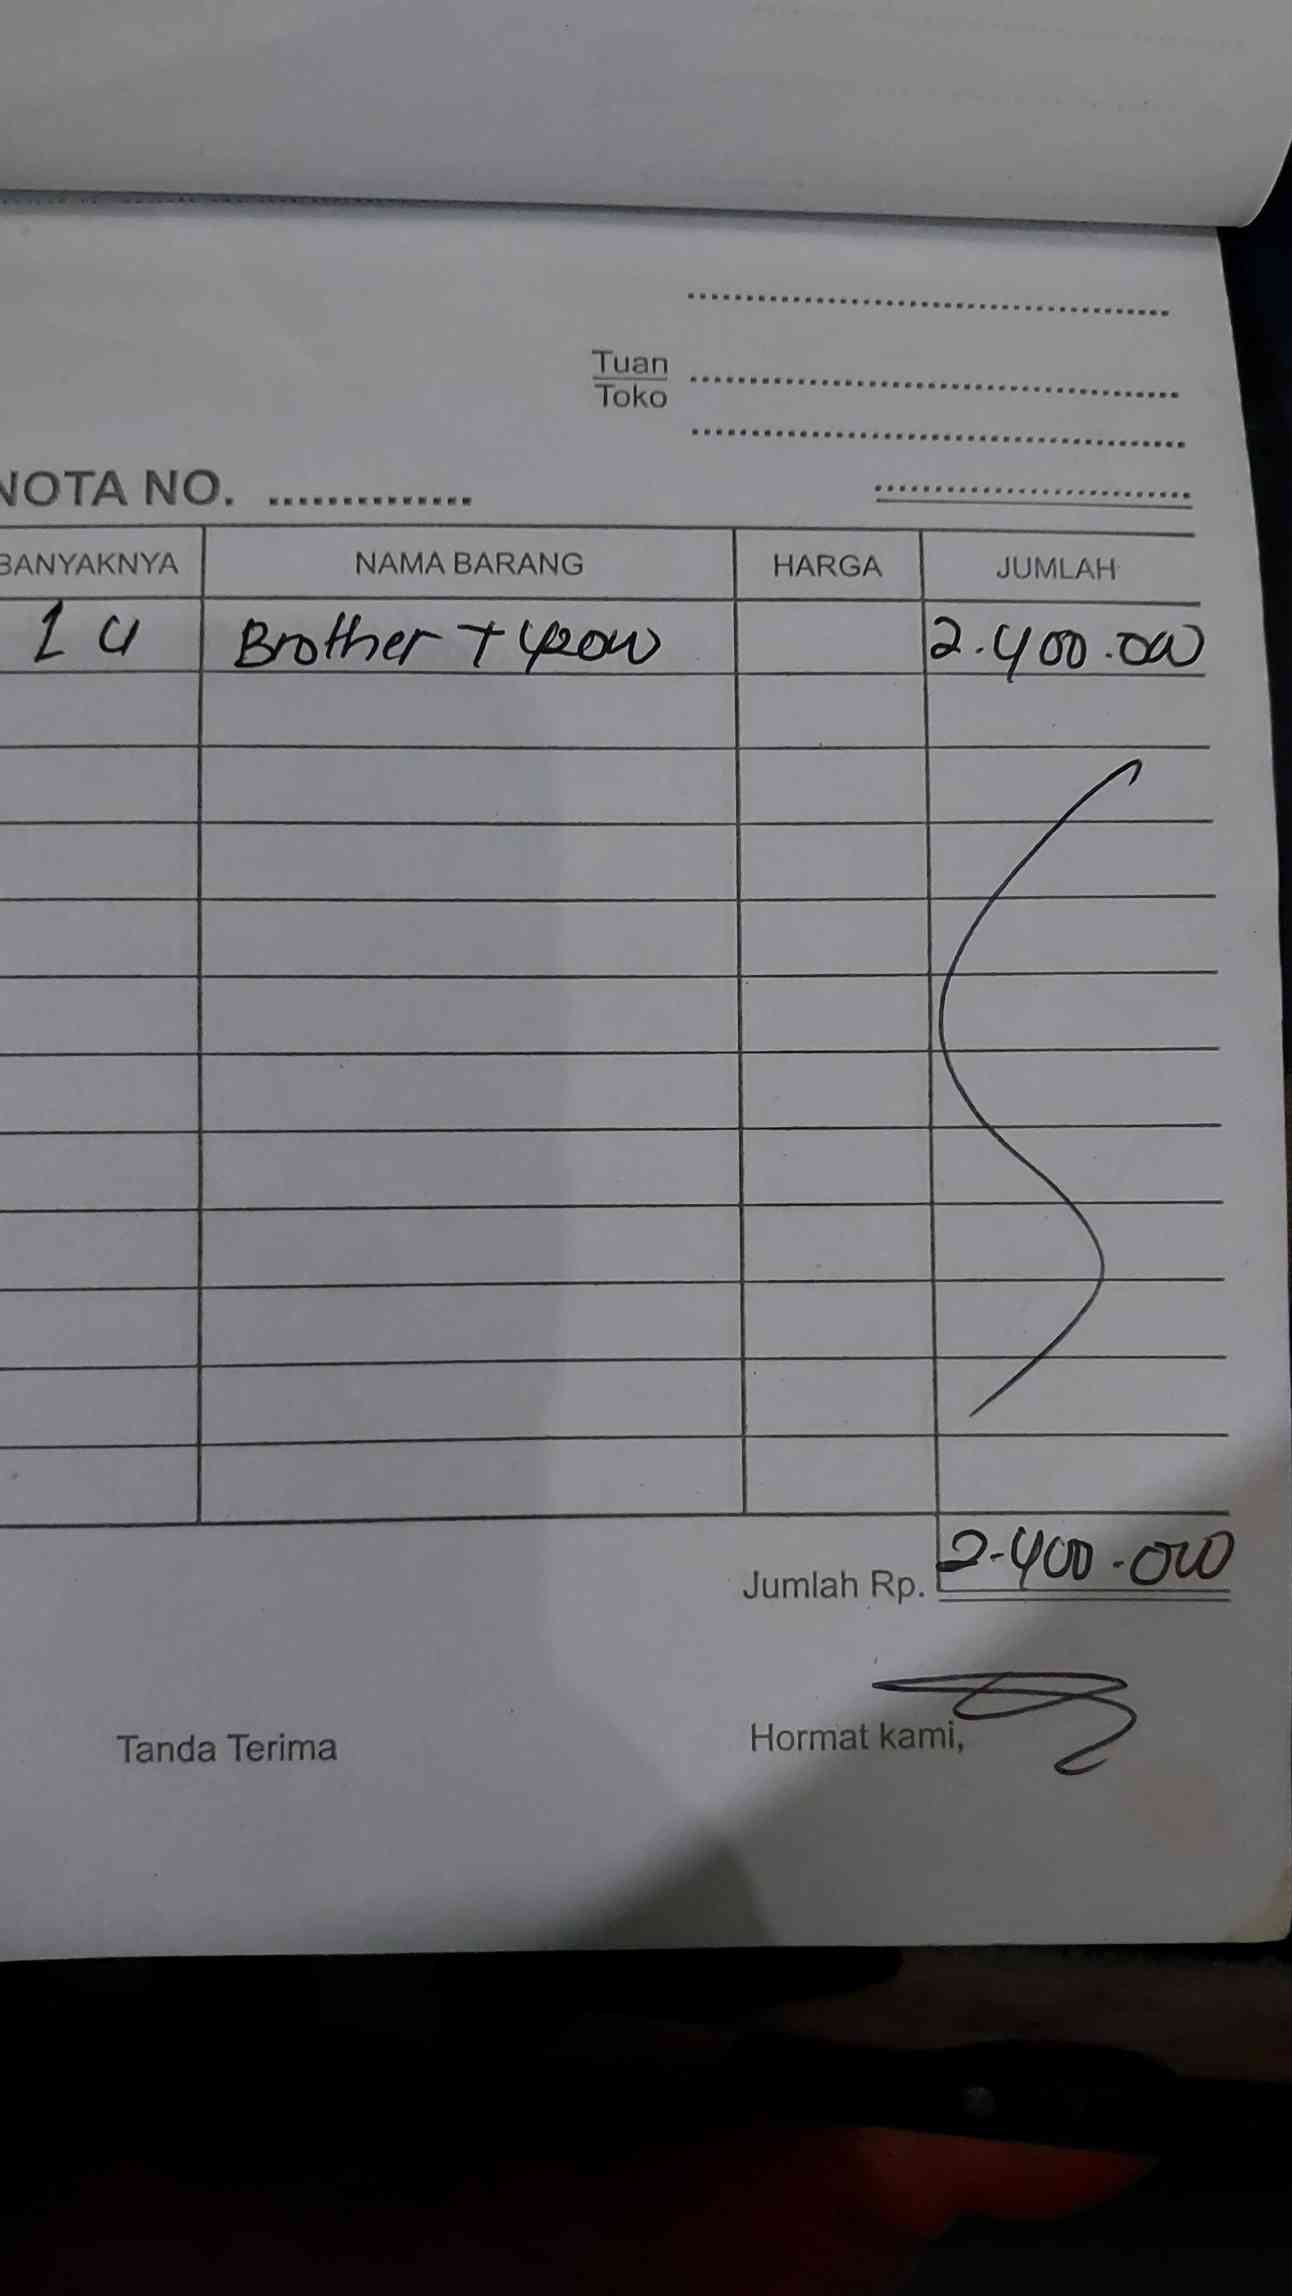 Tuan
Toko
NOTA NO.
BANYAKNYA NAMA BARANG HARGA JUMLAH
1 u Brother T420W 2.400.000
Jumlah Rp. 2.400.000
Tanda Terima Hormat kami,